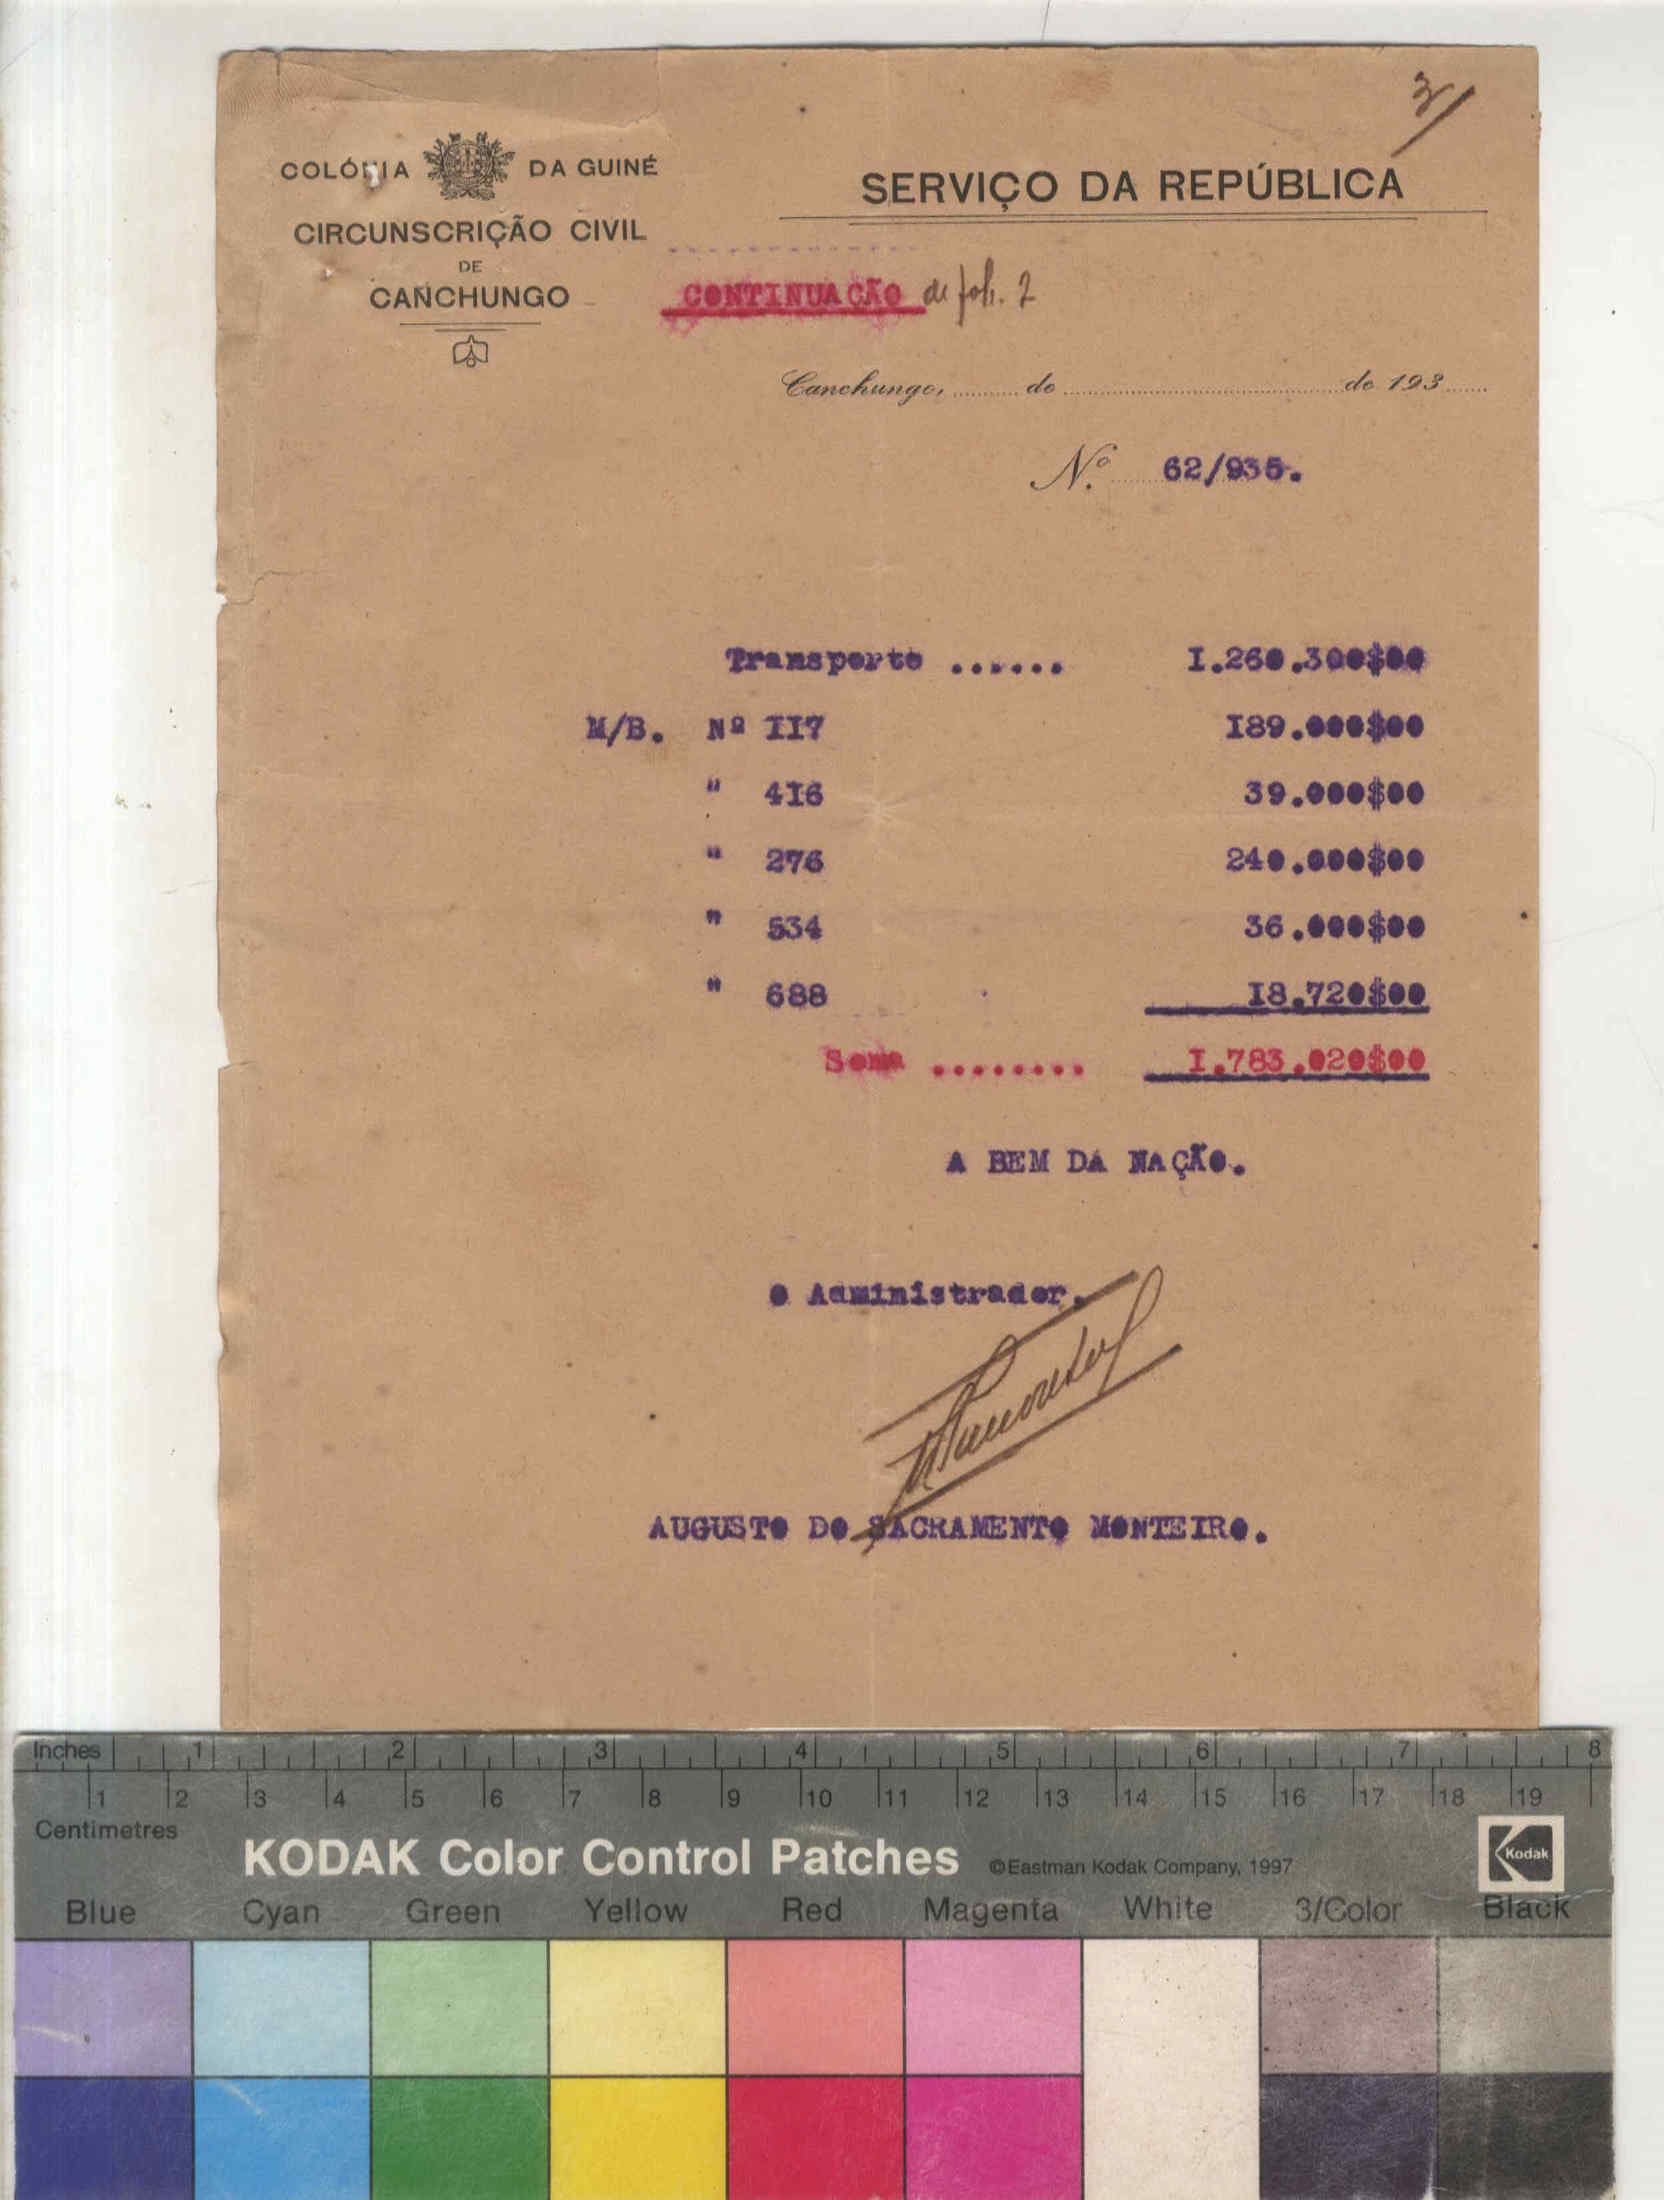 3/
COLÓNIA DA GUINÉ
SERVIÇO DA REPÚBLICA
CIRCUNSCRIÇÃO CIVIL
DE
CANCHUNGO
CONTINUAÇÃO de foh. 2
Canchungo, ........... de ........................................ de 193......
N.º 62/935.
Transporte ...... I.260.300$00
M/B. Nº II7 I89.000$00
" 4I6 39.000$00
" 276 240.000$00
" 534 36.000$00
" 688 I8.720$00
Soma ........ I.783.020$00
A BEM DA NAÇÃO.
O Administrador.
AUGUSTO DO SACRAMENTO MONTEIRO.
Inches 1 2 3 4 5 6 7 8
1 2 3 4 5 6 7 8 9 10 11 12 13 14 15 16 17 18 19
Centimetres
KODAK Color Control Patches ©Eastman Kodak Company, 1997 Kodak
Blue Cyan Green Yellow Red Magenta White 3/Color Black